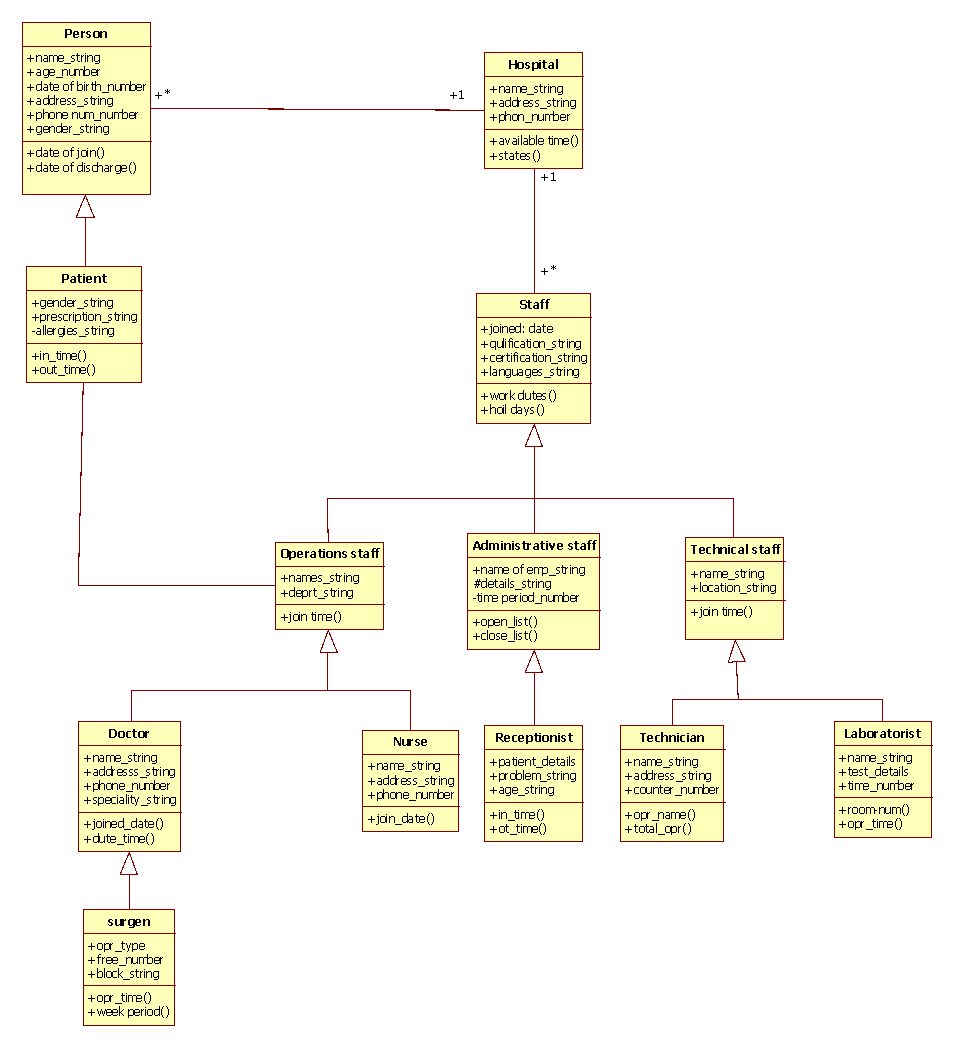 Person
+name_string
+age_number
+date of birth_number
+address_string
+phone num_number
+gender_string
+date of join()
+date of discharge()
+*
+1
Hospital
+name_string
+address_string
+phon_number
+available time()
+states()
+1
+*
Patient
+gender_string
+prescription_string
-allergies_string
+in_time()
+out_time()
Staff
+joined: date
+qulification_string
+certification_string
+languages_string
+work dutes()
+hoil days()
Operations staff
+names_string
+deprt_string
+join time()
Administrative staff
+name of emp_string
#details_string
-time period_number
+open_list()
+close_list()
Technical staff
+name_string
+location_string
+join time()
Doctor
+name_string
+addresss_string
+phone_number
+speciality_string
+joined_date()
+dute_time()
Nurse
+name_string
+address_string
+phone_number
+join_date()
Receptionist
+patient_details
+problem_string
+age_string
+in_time()
+ot_time()
Technician
+name_string
+address_string
+counter_number
+opr_name()
+total_opr()
Laboratorist
+name_string
+test_details
+time_number
+room-num()
+opr_time()
surgen
+opr_type
+free_number
+block_string
+opr_time()
+week period()